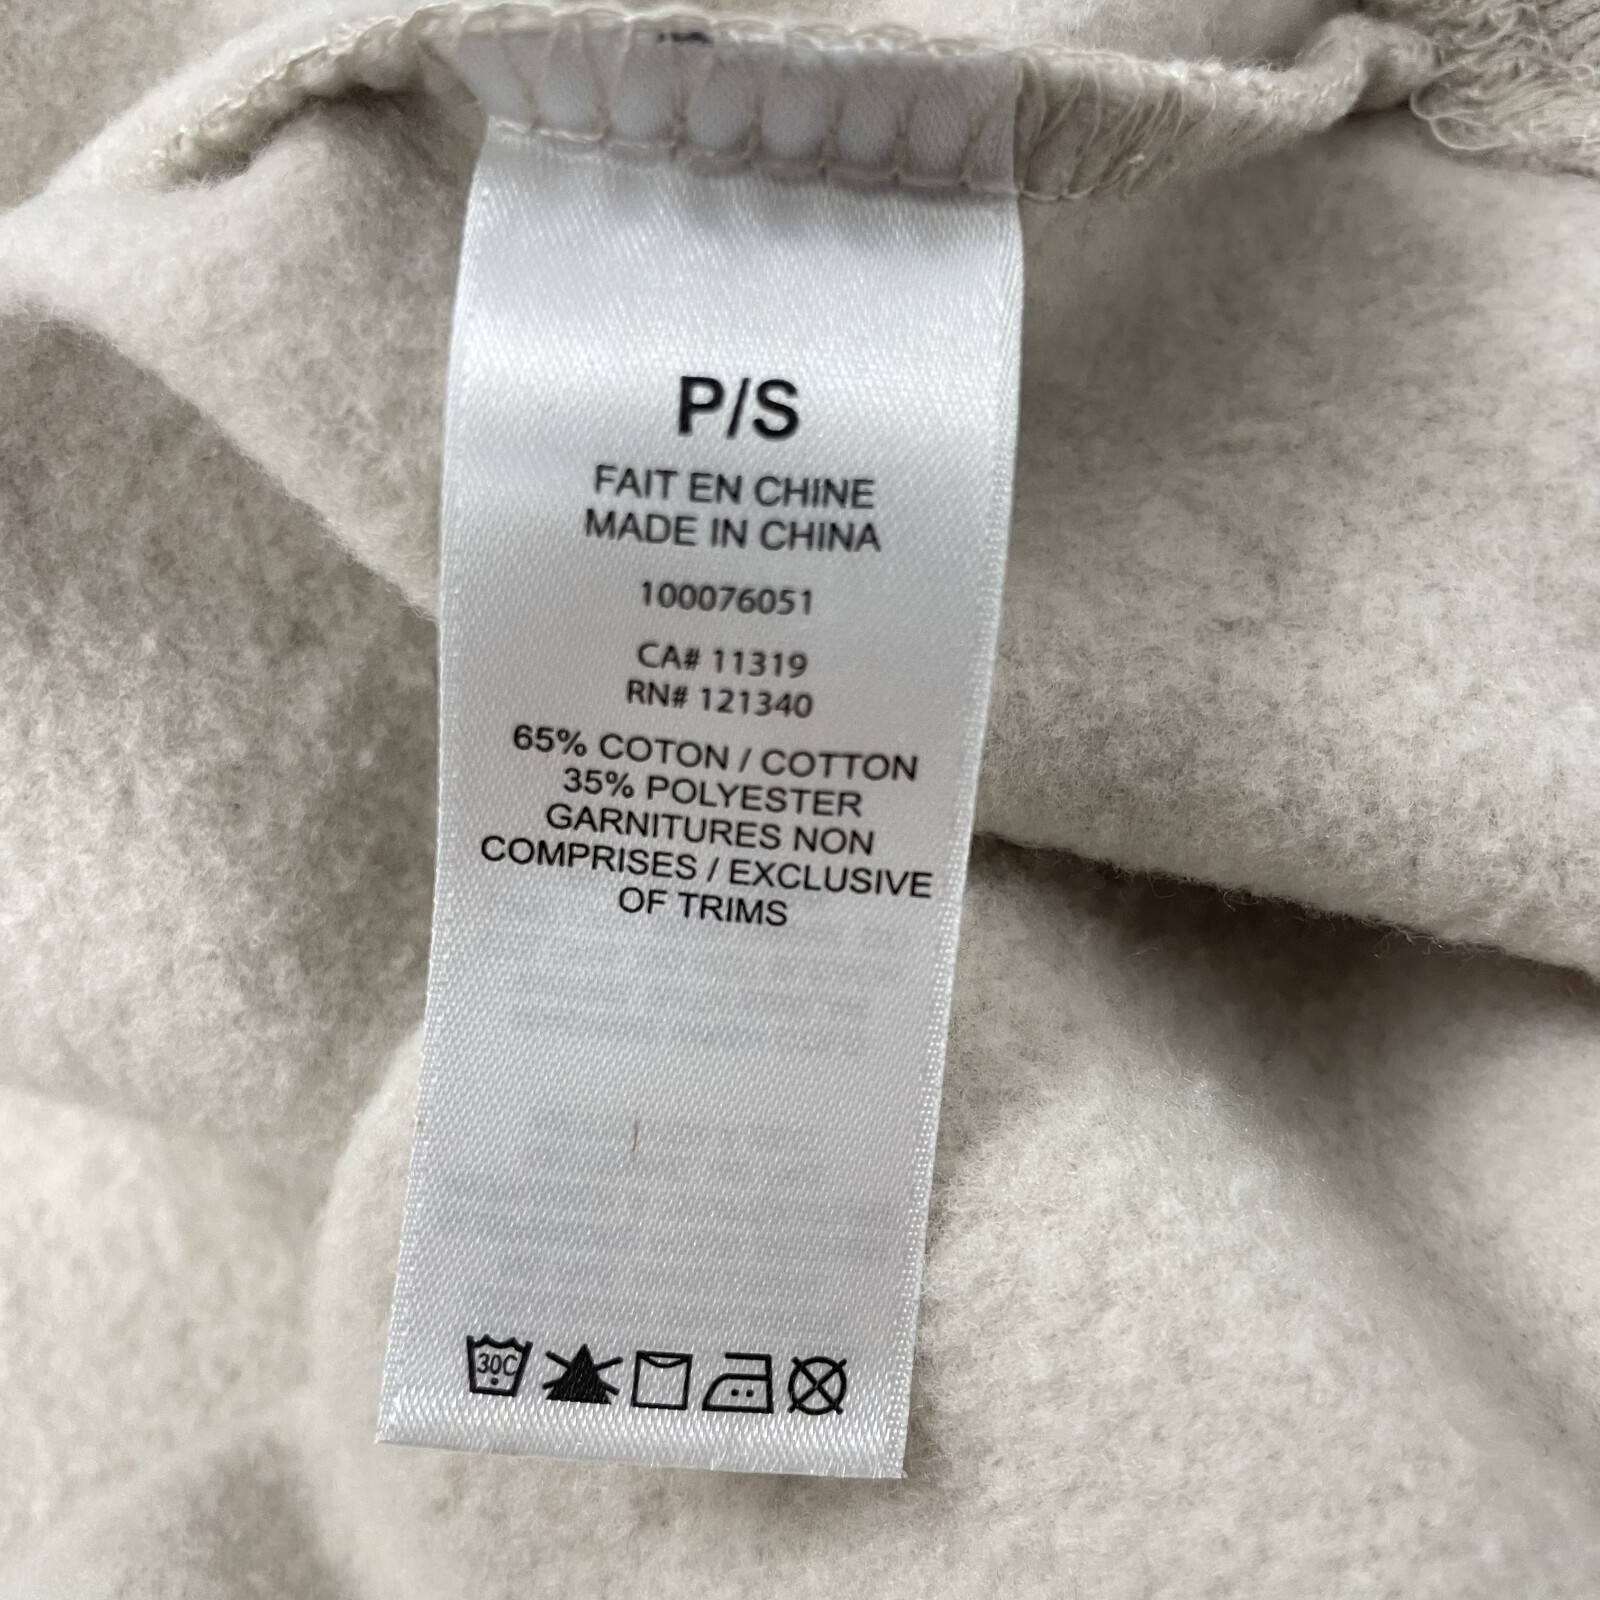 P/S
FAIT EN CHINE
MADE IN CHINA
100076051
CA# 11319
RN# 121340
65% COTON / COTTON
35% POLYESTER
GARNITURES NON
COMPRISES / EXCLUSIVE
OF TRIMS
30C